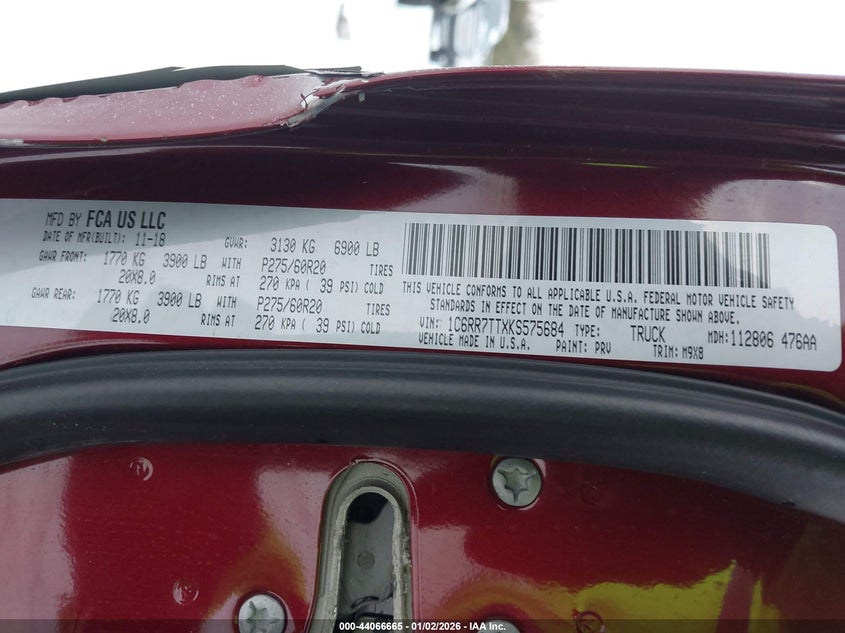 MFD BY FCA US LLC
DATE OF MFR(BUILT): 11-18 GVWR: 3130 KG 6900 LB
GAWR FRONT: 1770 KG 3900 LB WITH P275/60R20 TIRES
20X8.0 RIMS AT 270 KPA ( 39 PSI) COLD
GAWR REAR: 1770 KG 3900 LB WITH P275/60R20 TIRES
20X8.0 RIMS AT 270 KPA ( 39 PSI) COLD
THIS VEHICLE CONFORMS TO ALL APPLICABLE U.S.A. FEDERAL MOTOR VEHICLE SAFETY
STANDARDS IN EFFECT ON THE DATE OF MANUFACTURE SHOWN ABOVE.
VIN: 1C6RR7TTXKS575684 TYPE: TRUCK MDH: 112806 476AA
VEHICLE MADE IN U.S.A. PAINT: PRV TRIM: M9X8
000-44066665 - 01/02/2026 - IAA Inc.